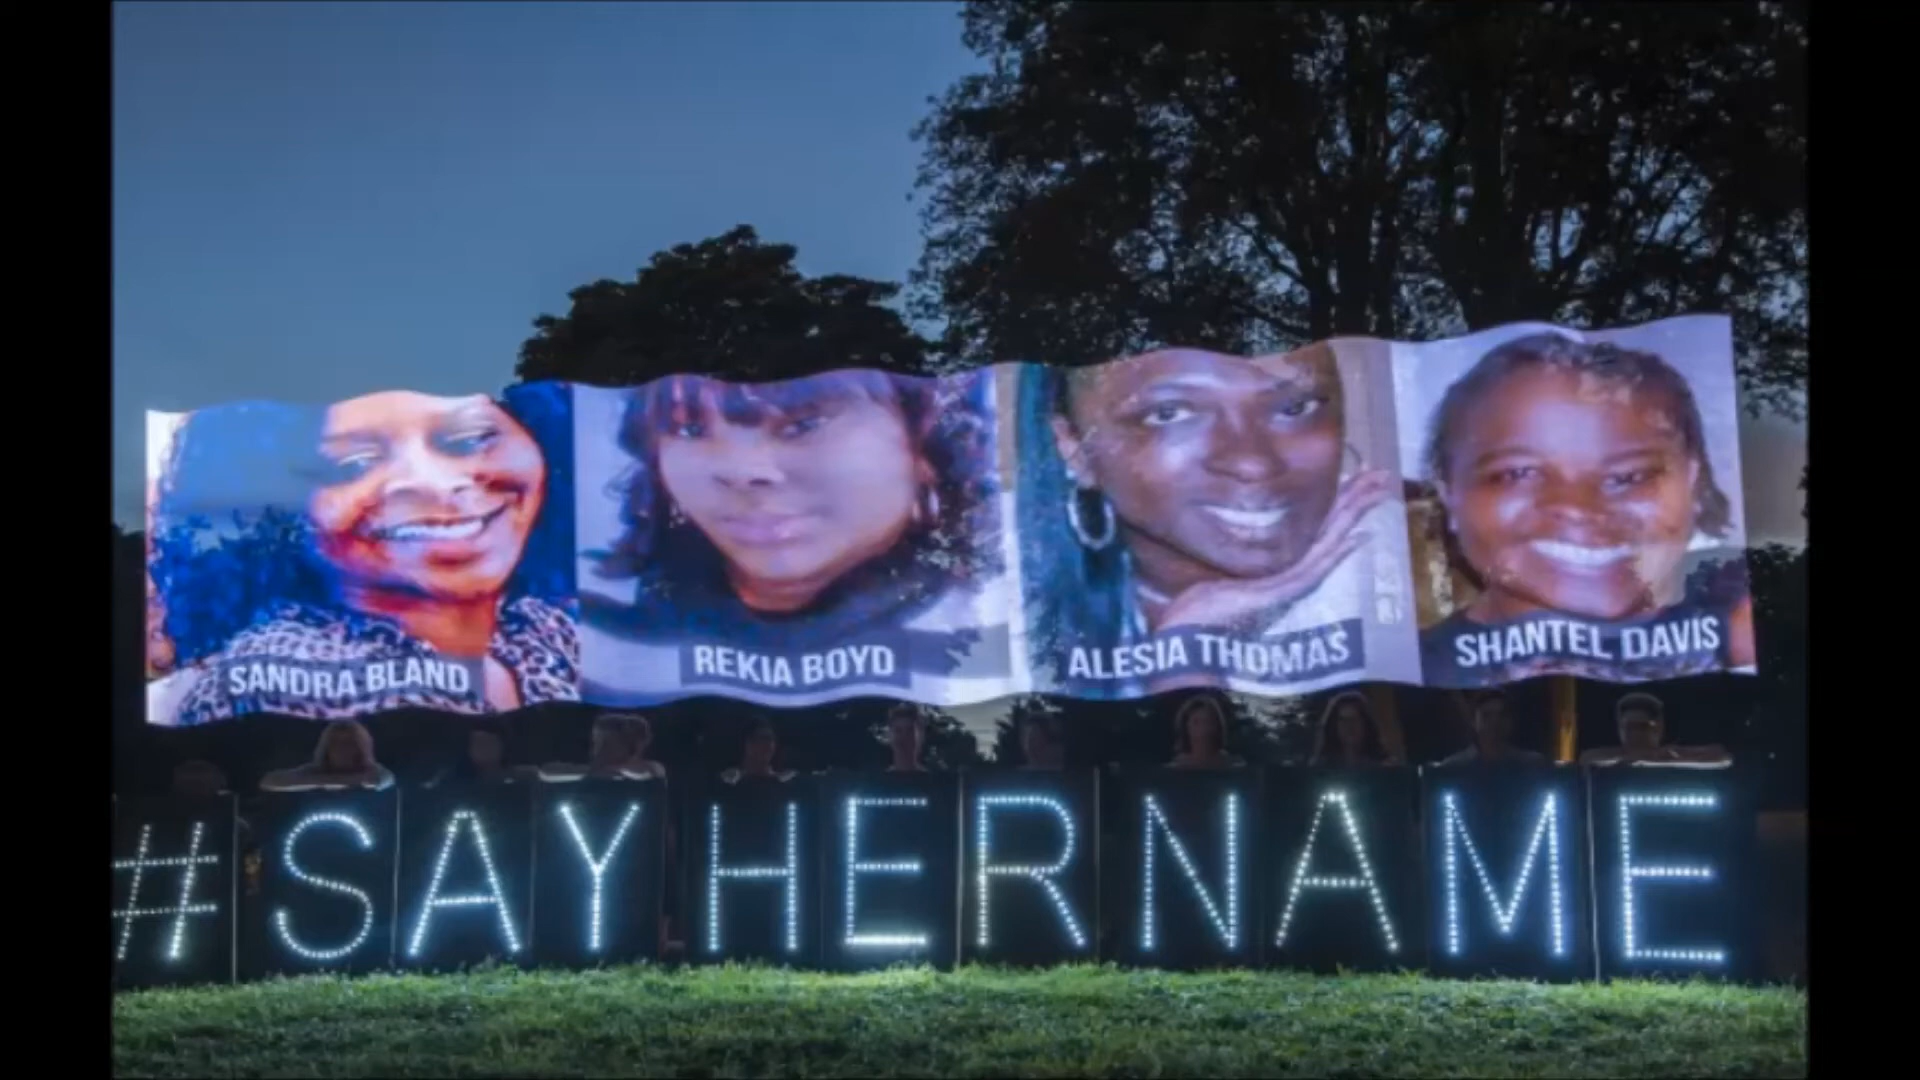 SANDRA BLAND
REKIA BOYD
ALESIA THOMAS
SHANTEL DAVIS
#SAYHERNAME